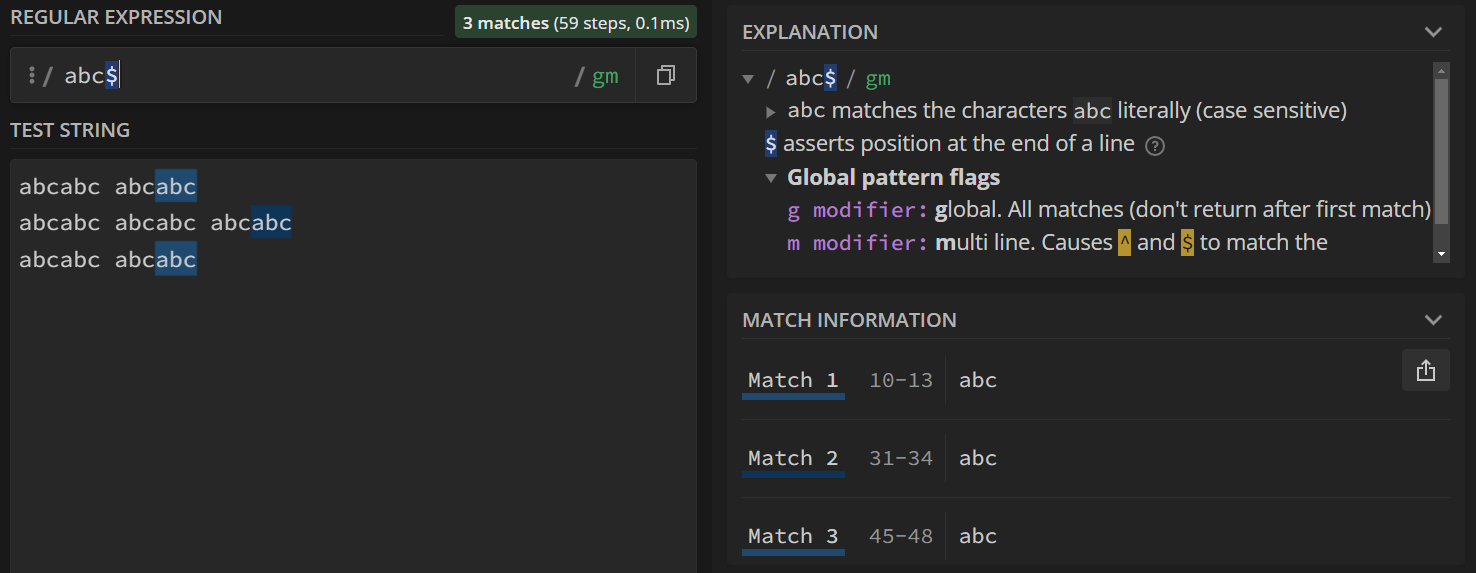 REGULAR EXPRESSION
3 matches (59 steps, 0.1ms)
/ abc$ / gm
TEST STRING
abcabc abcabc
abcabc abcabc abcabc
abcabc abcabc
EXPLANATION
/ abc$ / gm
abc matches the characters abc literally (case sensitive)
$ asserts position at the end of a line ?
Global pattern flags
g modifier: global. All matches (don't return after first match)
m modifier: multi line. Causes ^ and $ to match the
MATCH INFORMATION
Match 1 10-13 abc
Match 2 31-34 abc
Match 3 45-48 abc